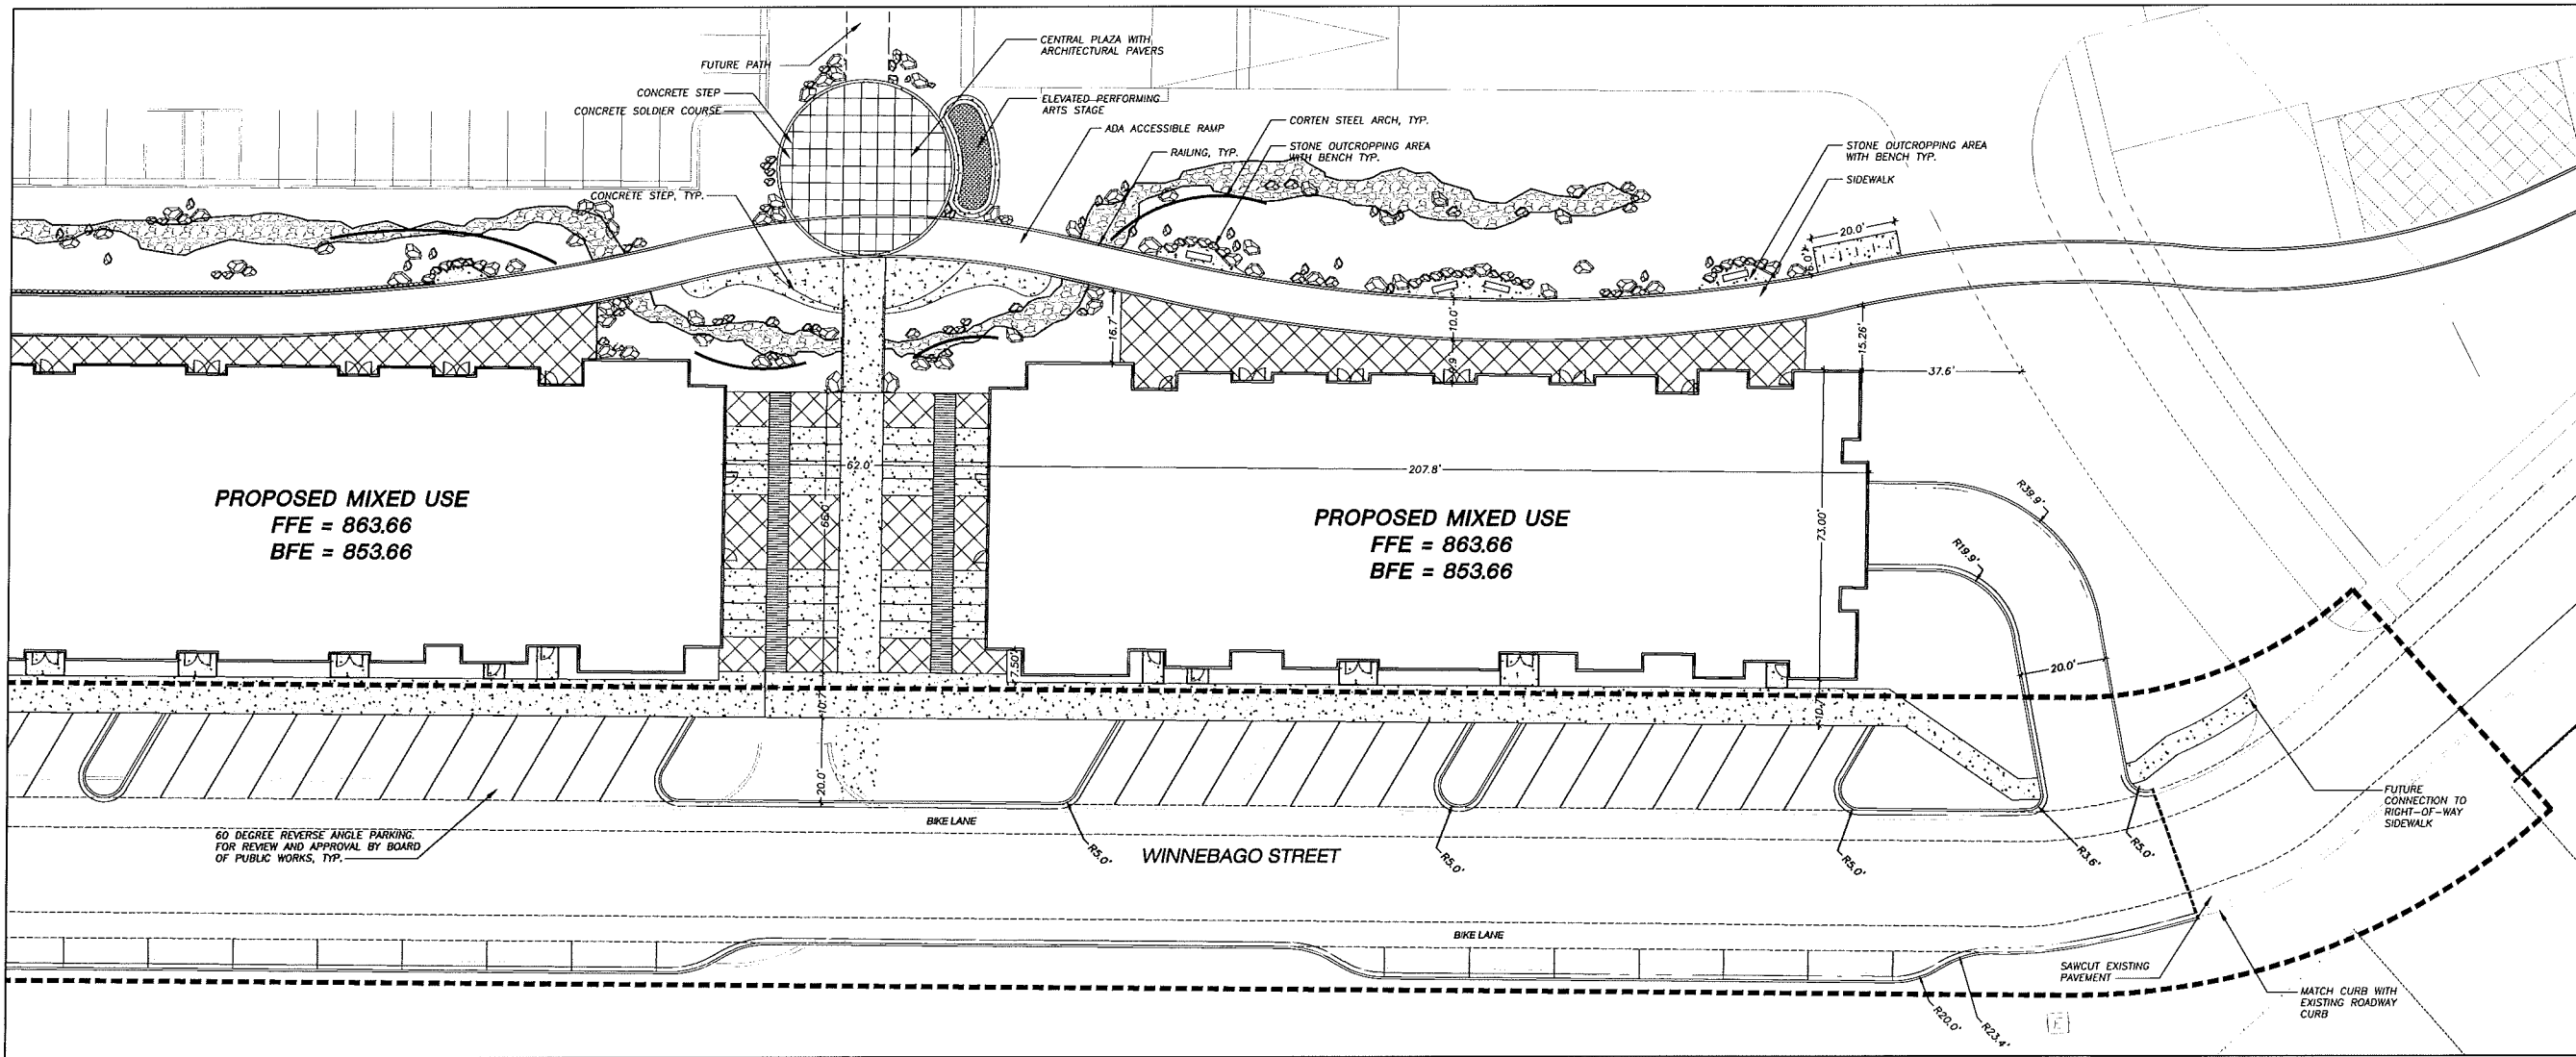 FUTURE PATH
CENTRAL PLAZA WITH
ARCHITECTURAL PAVERS
CONCRETE STEP
CONCRETE SOLDIER COURSE
ELEVATED PERFORMING
ARTS STAGE
ADA ACCESSIBLE RAMP
RAILING, TYP.
CORTEN STEEL ARCH, TYP.
STONE OUTCROPPING AREA
WITH BENCH TYP.
STONE OUTCROPPING AREA
WITH BENCH TYP.
SIDEWALK
CONCRETE STEP, TYP.
20.0'
16.7'
10.0'
15.26'
37.6'
62.0'
66.0'
207.8'
73.00'
PROPOSED MIXED USE
FFE = 863.66
BFE = 853.66
PROPOSED MIXED USE
FFE = 863.66
BFE = 853.66
R39.9'
R19.9'
20.0'
7.50'
10.7'
10.7'
20.0'
60 DEGREE REVERSE ANGLE PARKING.
FOR REVIEW AND APPROVAL BY BOARD
OF PUBLIC WORKS, TYP.
BIKE LANE
WINNEBAGO STREET
R5.0'
R5.0'
R5.0'
R3.6'
R5.0'
FUTURE
CONNECTION TO
RIGHT-OF-WAY
SIDEWALK
BIKE LANE
SAWCUT EXISTING
PAVEMENT
MATCH CURB WITH
EXISTING ROADWAY
CURB
R20.0'
R23.4'